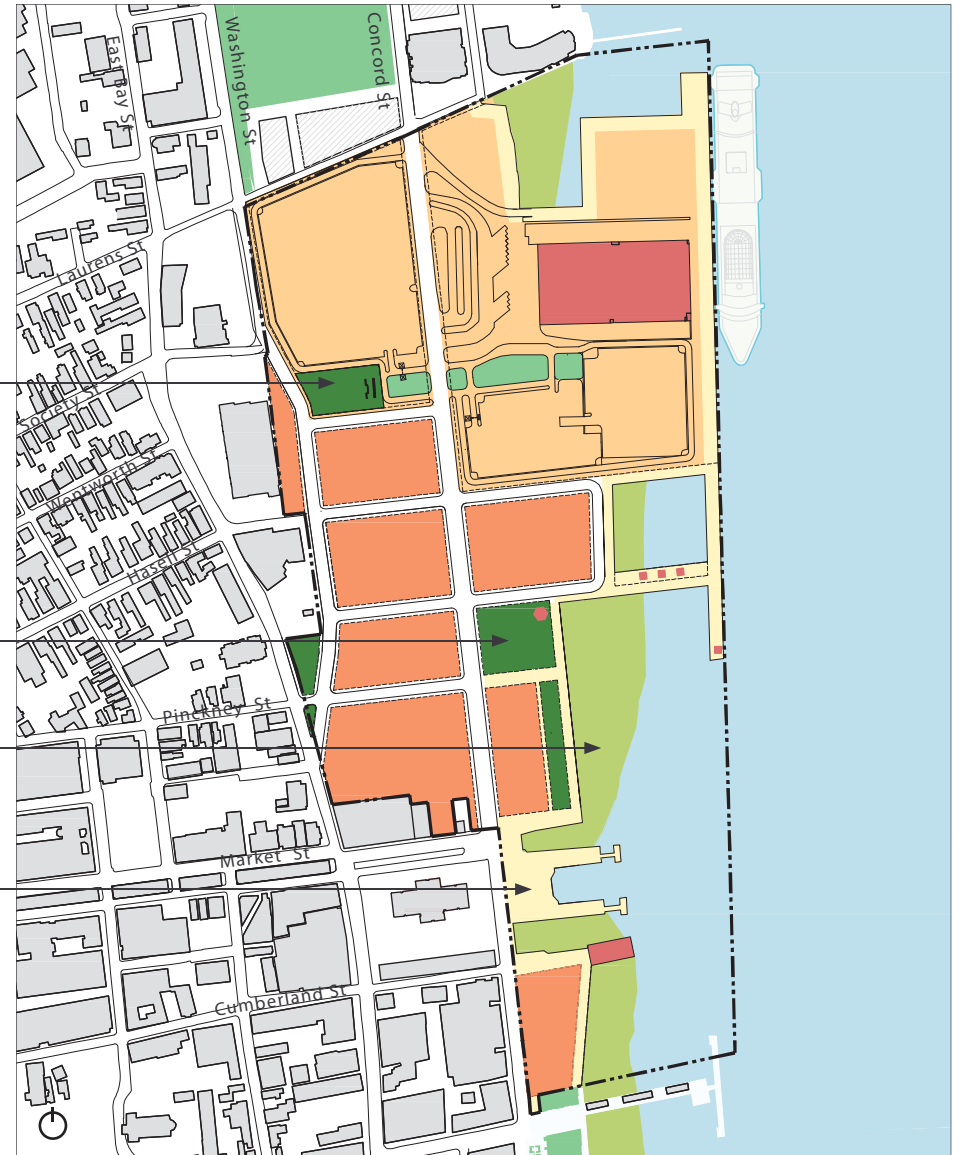 East Bay St
Washington St
Concord St
Laurens St
Society St
Wentworth St
Hasell St
Pinckney St
Market St
Cumberland St